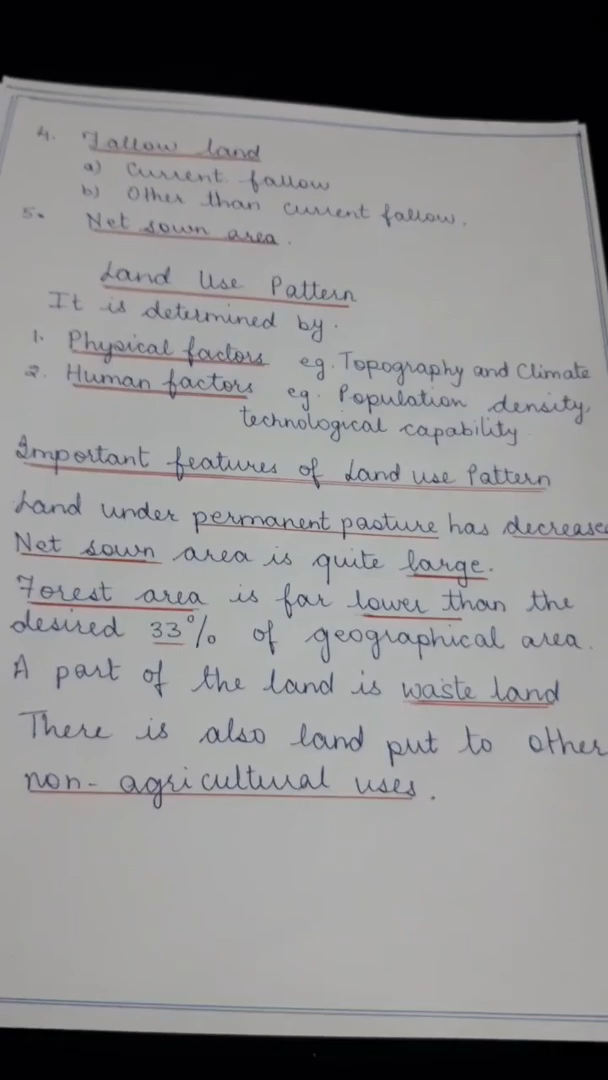 4. Fallow land
a) Current fallow
b) Other than current fallow.
5. Net sown area.
Land Use Pattern
It is determined by.
1. Physical factors eg. Topography and Climate
2. Human factors eg. Population density,
technological capability
Important features of Land use Pattern
Land under permanent pasture has decrease
Net sown area is quite large.
Forest area is far lower than the
desired 33% of geographical area.
A part of the land is waste land
There is also land put to other
non-agricultural uses.